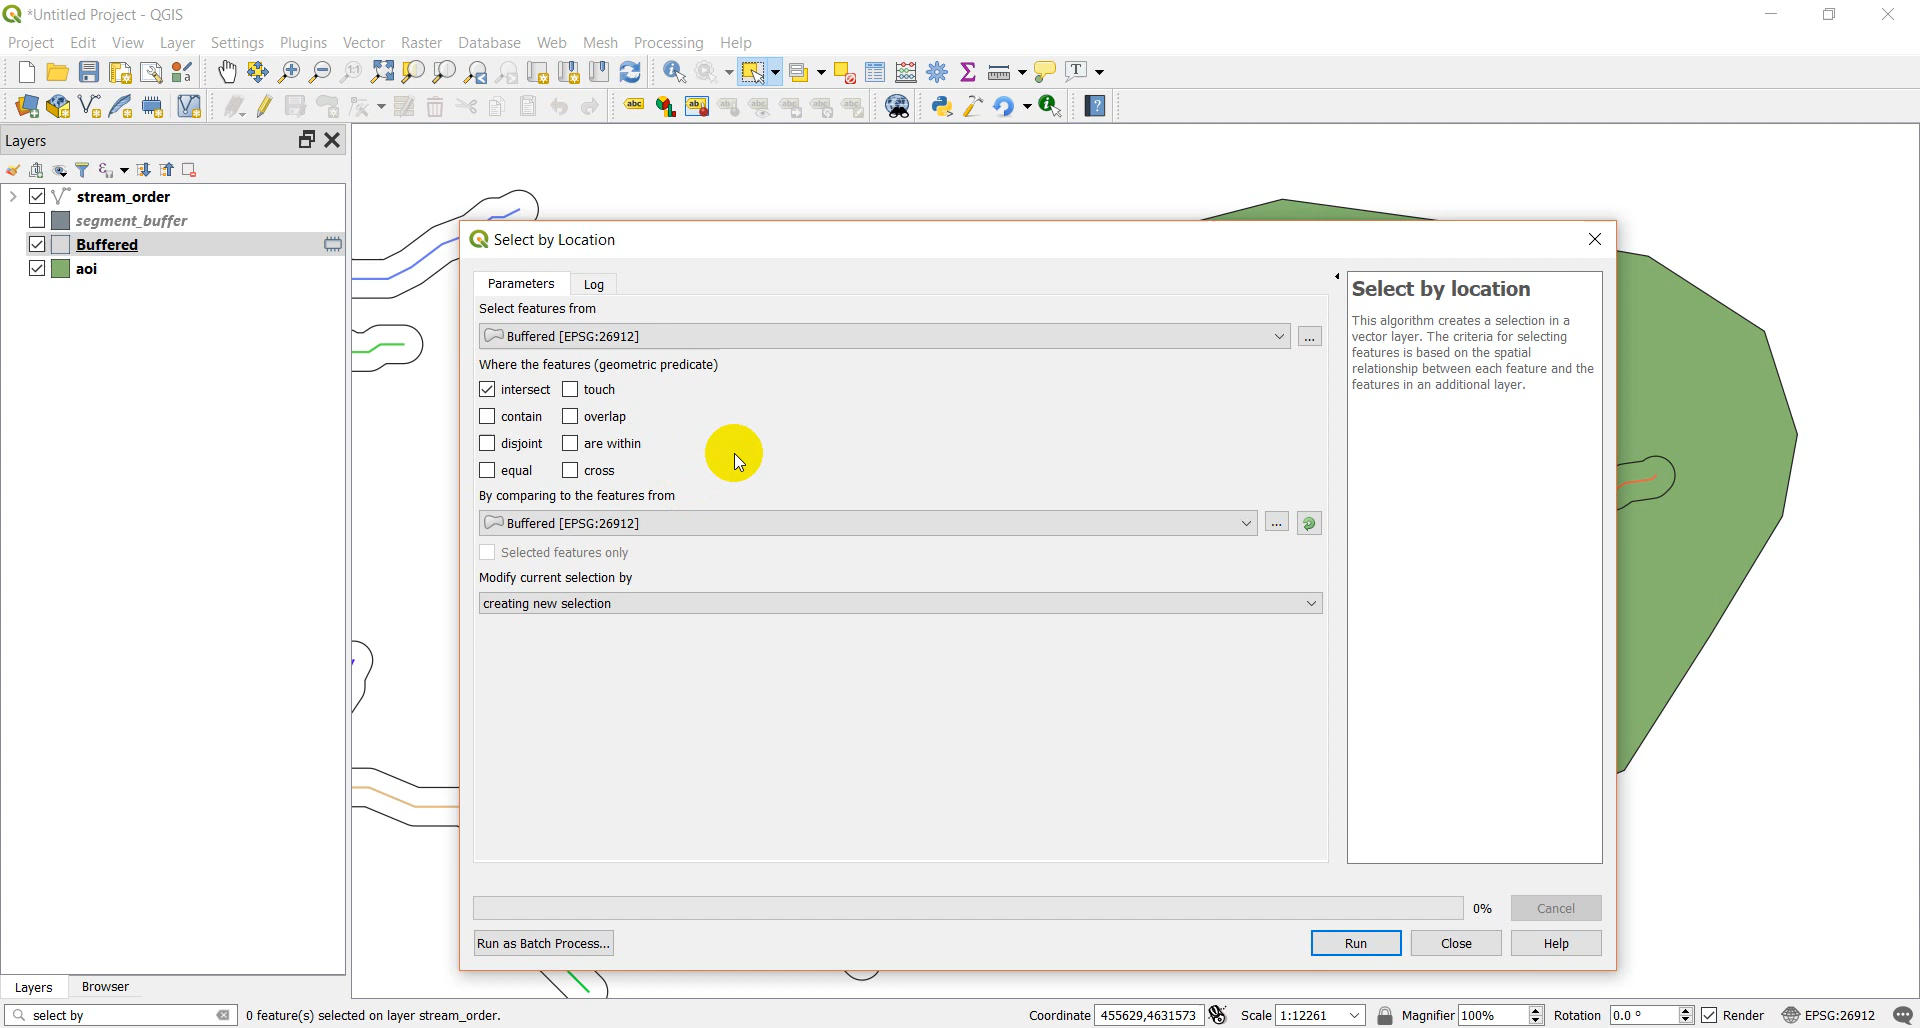 *Untitled Project - QGIS
Project Edit View Layer Settings Plugins Vector Raster Database Web Mesh Processing Help
Layers
stream_order
segment_buffer
Buffered
aoi
Select by Location
Parameters Log
Select features from
Buffered [EPSG:26912]
...
Where the features (geometric predicate)
intersect touch
contain overlap
disjoint are within
equal cross
By comparing to the features from
Buffered [EPSG:26912]
...
Selected features only
Modify current selection by
creating new selection
Select by location
This algorithm creates a selection in a
vector layer. The criteria for selecting
features is based on the spatial
relationship between each feature and the
features in an additional layer.
0% Cancel
Run as Batch Process... Run Close Help
Layers Browser
select by 0 feature(s) selected on layer stream_order. Coordinate 455629,4631573 Scale 1:12261 Magnifier 100% Rotation 0.0 ° Render EPSG:26912